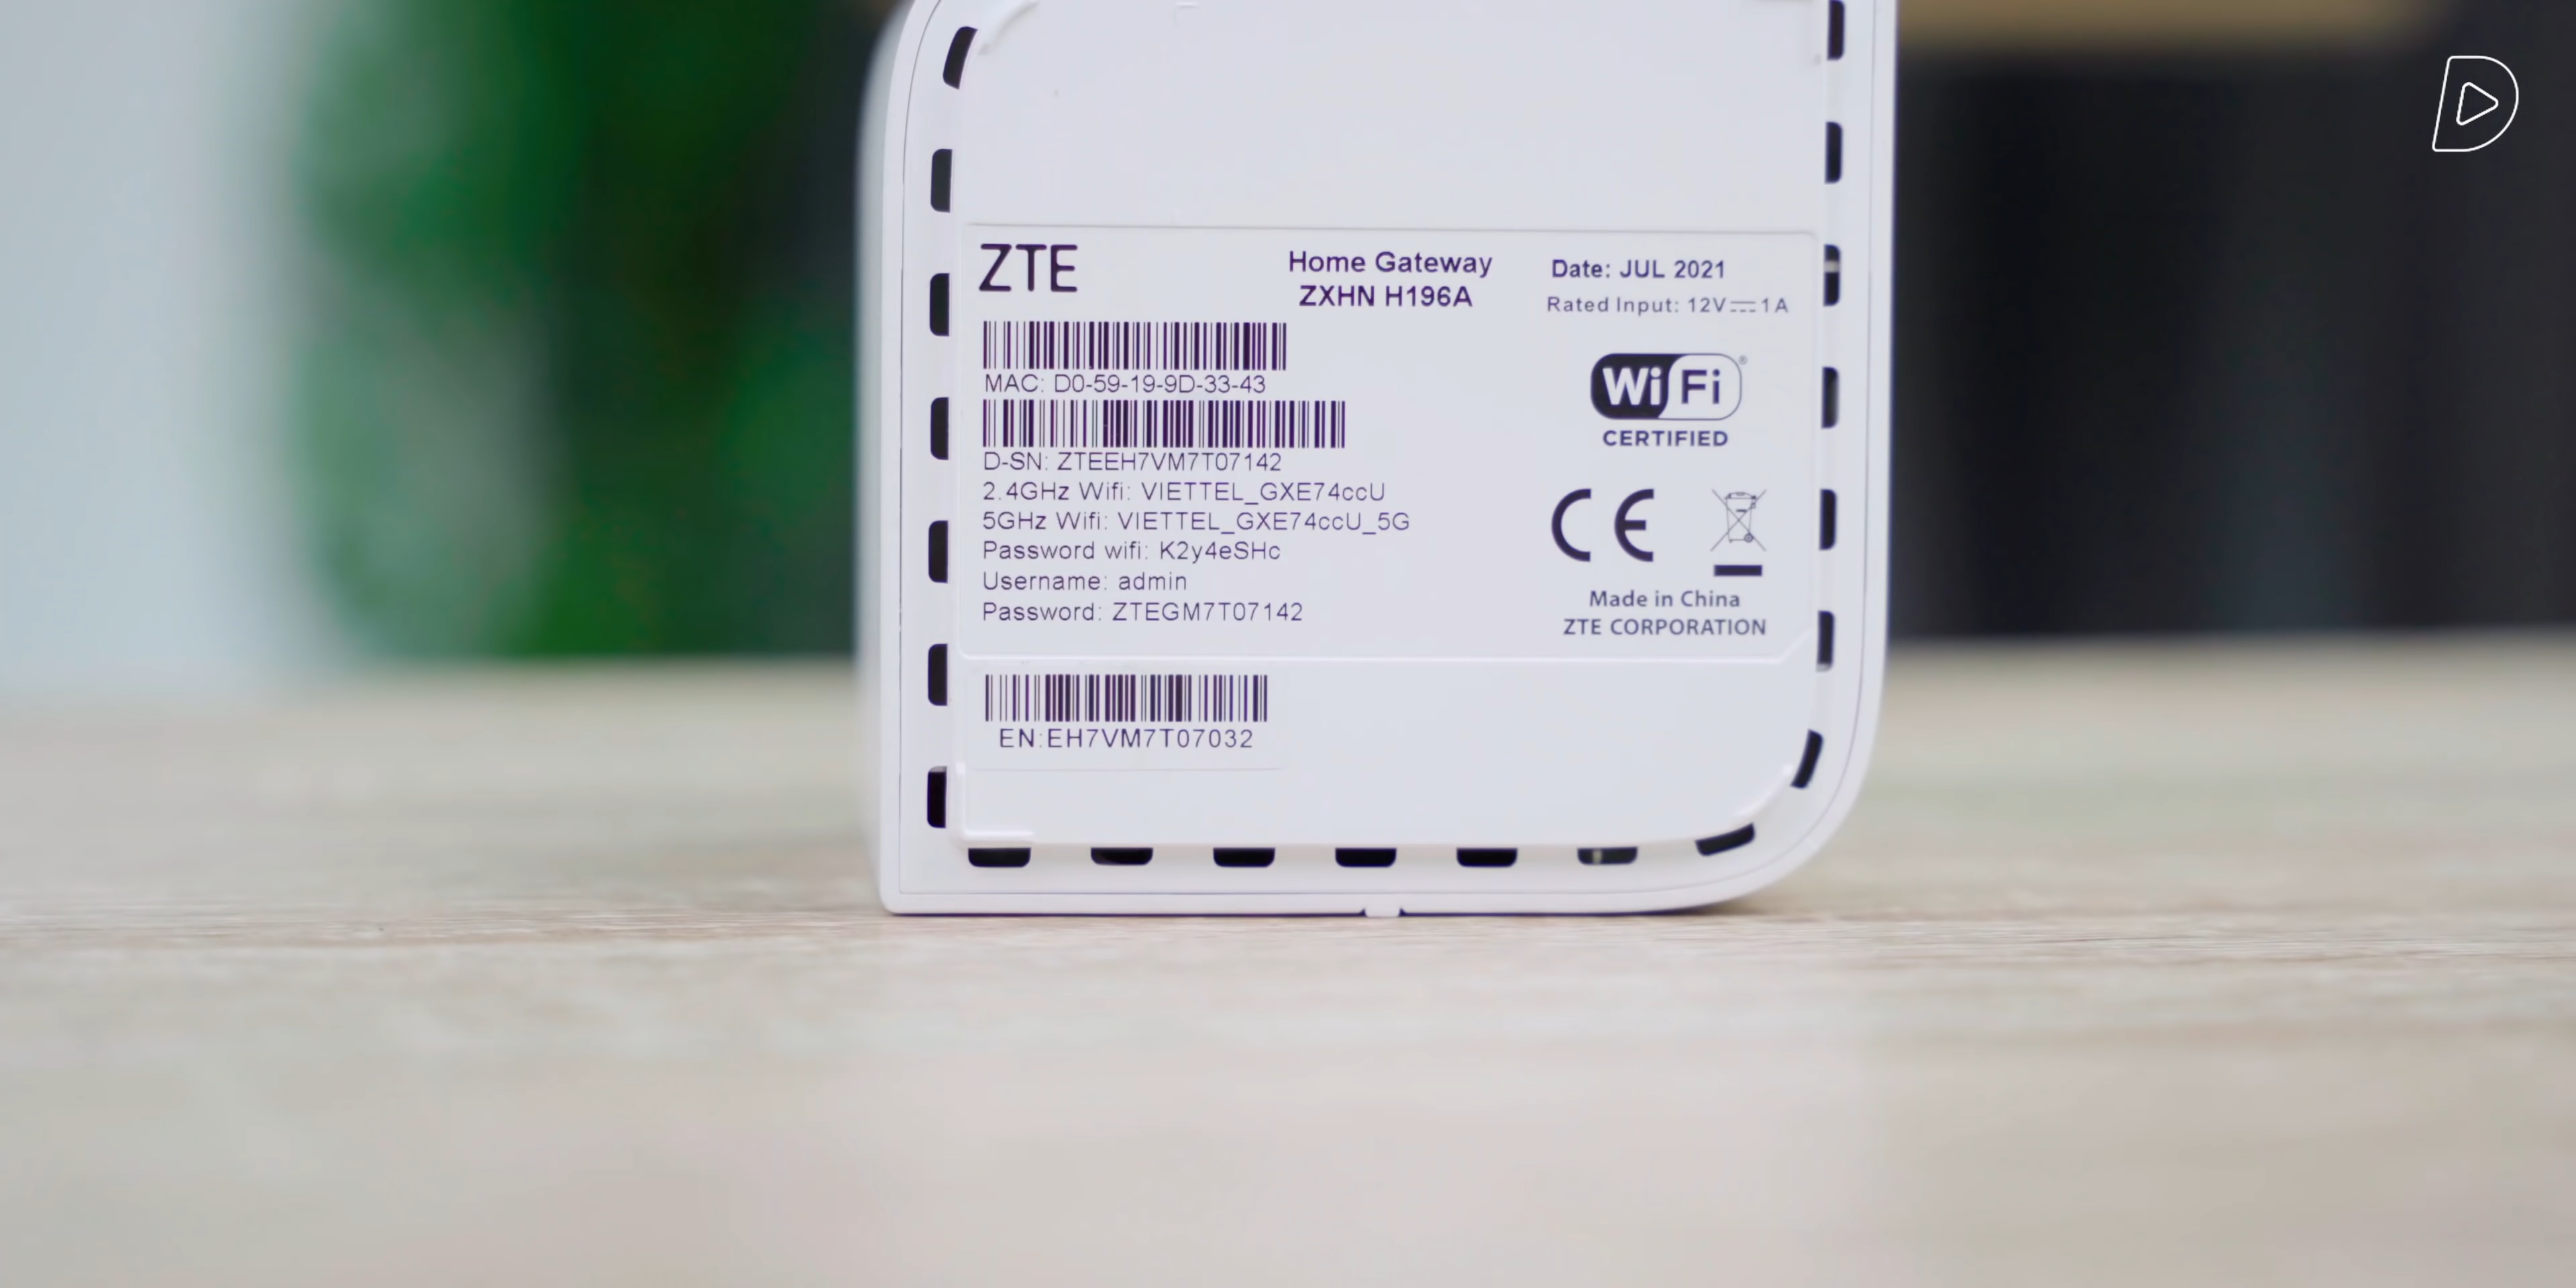 ZTE
Home Gateway
ZXHN H196A
Date: JUL 2021
Rated Input: 12V⎓1A
MAC: D0-59-19-9D-33-43
D-SN: ZTEEH7VM7T07142
2.4GHz Wifi: VIETTEL_GXE74ccU
5GHz Wifi: VIETTEL_GXE74ccU_5G
Password wifi: K2y4eSHc
Username: admin
Password: ZTEGM7T07142
WiFi®
CERTIFIED
CE
Made in China
ZTE CORPORATION
EN:EH7VM7T07032